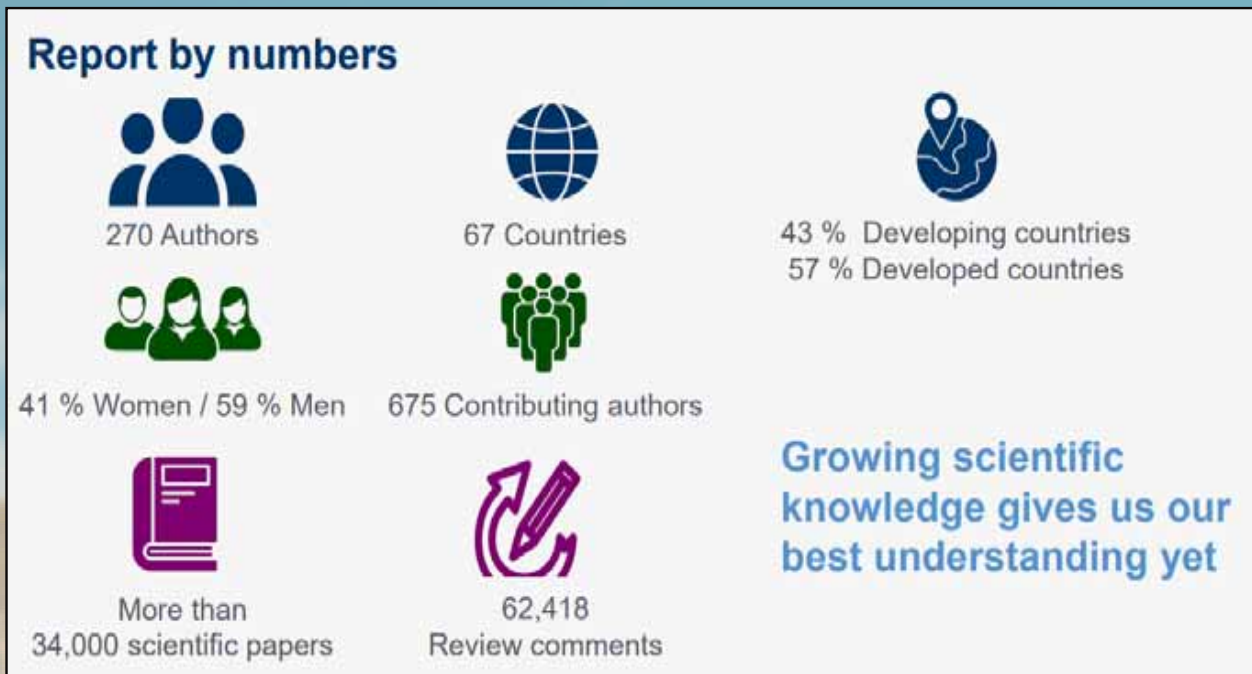 Report by numbers
270 Authors
67 Countries
43 % Developing countries
57 % Developed countries
41 % Women / 59 % Men
675 Contributing authors
More than
34,000 scientific papers
62,418
Review comments
Growing scientific
knowledge gives us our
best understanding yet